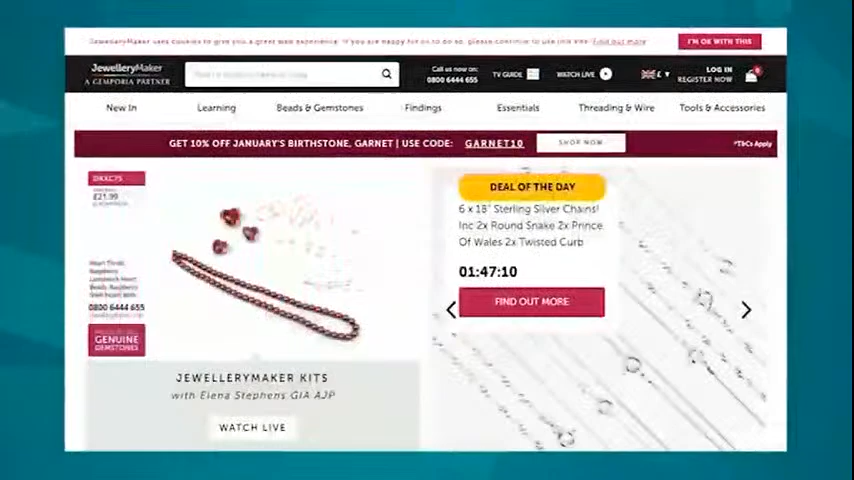 JewelleryMaker uses cookies to give you a great web experience. If you are happy for us to do so, please continue to use this site. Find out more
I'M OK WITH THIS
JewelleryMaker
A GEMPORIA PARTNER
Call us now on:
0800 6444 655
TV GUIDE
WATCH LIVE
£
LOG IN
REGISTER NOW
New In
Learning
Beads & Gemstones
Findings
Essentials
Threading & Wire
Tools & Accessories
GET 10% OFF JANUARY'S BIRTHSTONE, GARNET | USE CODE: GARNET10
SHOP NOW
*T&Cs Apply
£21.99
0800 6444 655
GENUINE
GEMSTONES
JEWELLERYMAKER KITS
with Elena Stephens GIA AJP
WATCH LIVE
DEAL OF THE DAY
6 x 18" Sterling Silver Chains!
Inc 2x Round Snake 2x Prince
Of Wales 2x Twisted Curb
01:47:10
FIND OUT MORE